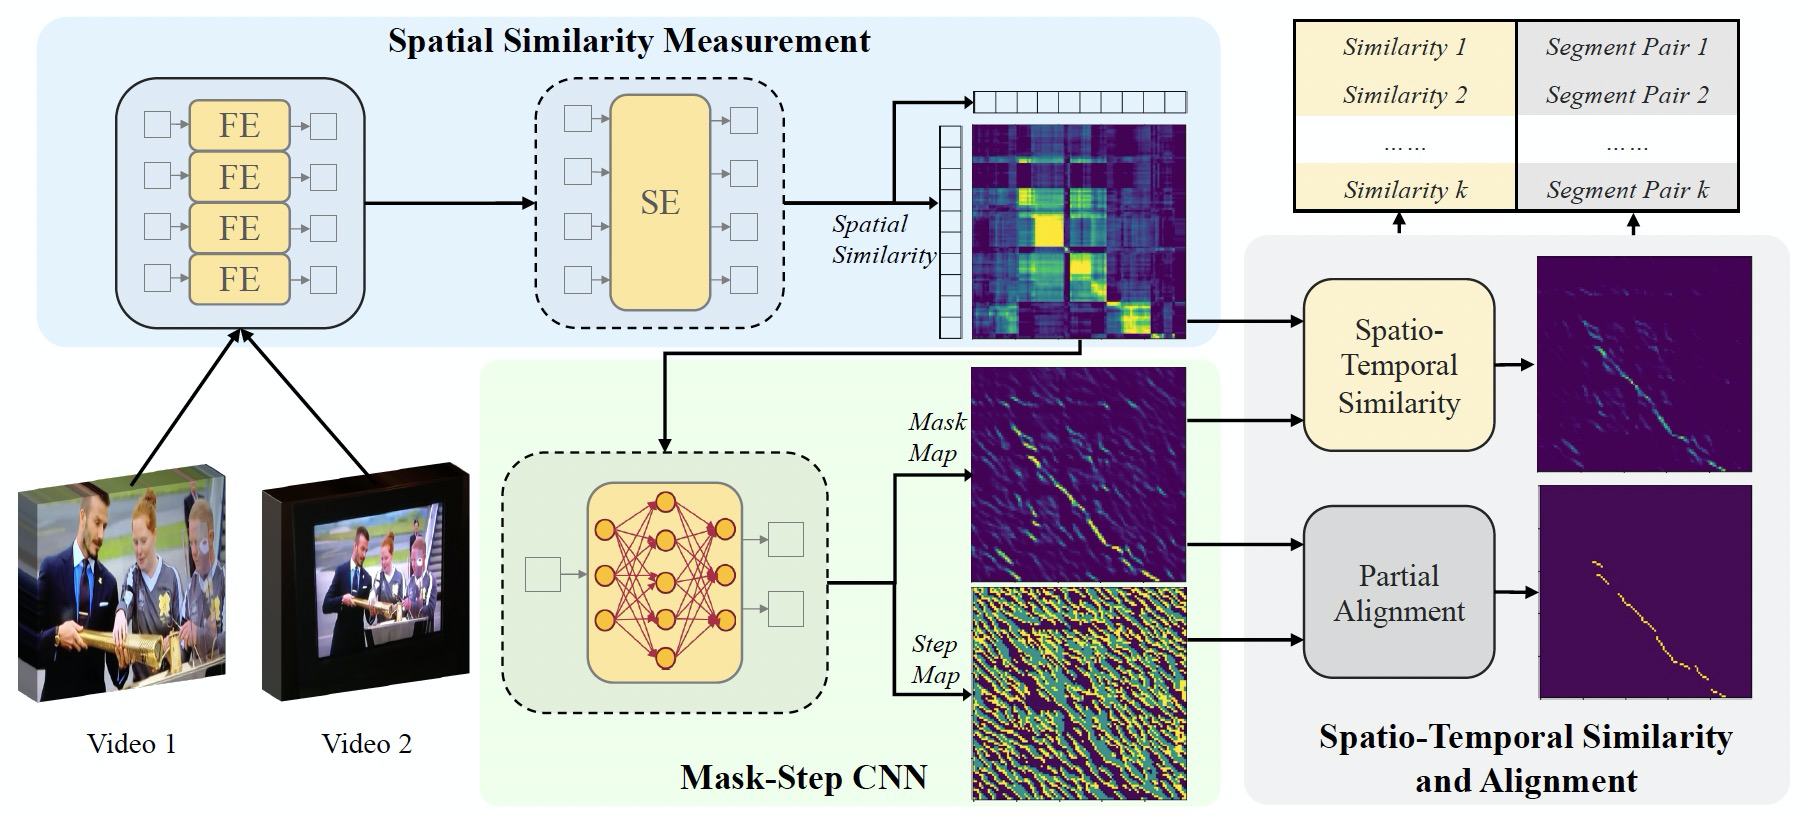 Spatial Similarity Measurement
FE
FE
FE
FE
SE
Spatial
Similarity
Similarity 1
Segment Pair 1
Similarity 2
Segment Pair 2
......
......
Similarity k
Segment Pair k
Spatio-
Temporal
Similarity
Mask
Map
Step
Map
Partial
Alignment
Video 1
Video 2
Mask-Step CNN
Spatio-Temporal Similarity
and Alignment